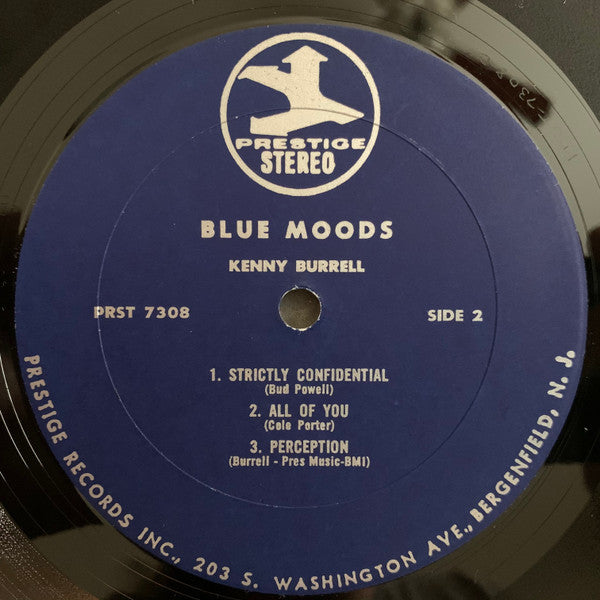 PRESTIGE
STEREO
BLUE MOODS
KENNY BURRELL
PRST 7308
SIDE 2
1. STRICTLY CONFIDENTIAL
(Bud Powell)
2. ALL OF YOU
(Cole Porter)
3. PERCEPTION
(Burrell - Pres Music-BMI)
PRESTIGE RECORDS INC., 203 S. WASHINGTON AVE., BERGENFIELD, N. J.